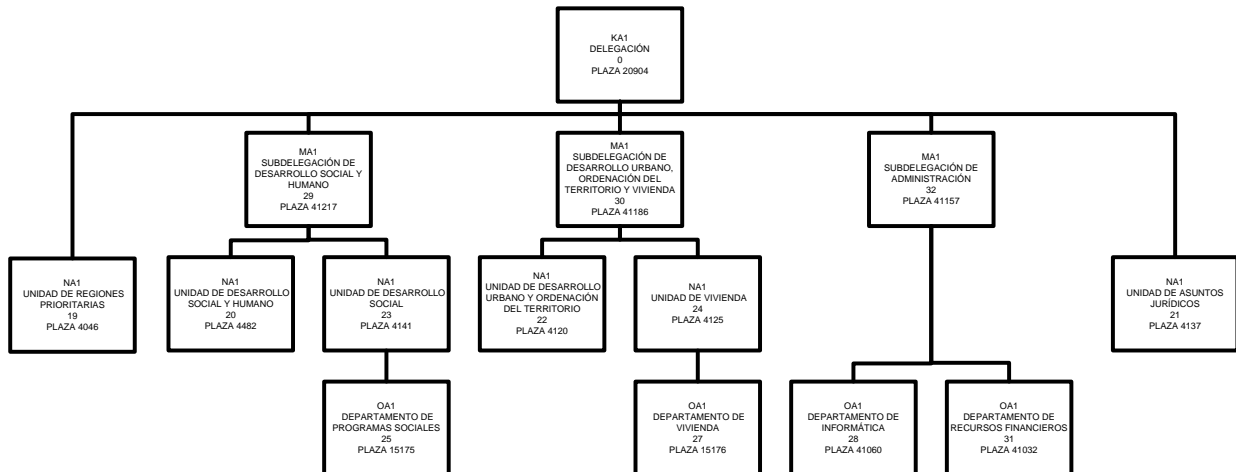 KA1
DELEGACIÓN
0
PLAZA 20904
MA1
SUBDELEGACIÓN DE
DESARROLLO SOCIAL Y
HUMANO
29
PLAZA 41217
MA1
SUBDELEGACIÓN DE
DESARROLLO URBANO,
ORDENACIÓN DEL
TERRITORIO Y VIVIENDA
30
PLAZA 41186
MA1
SUBDELEGACIÓN DE
ADMINISTRACIÓN
32
PLAZA 41157
NA1
UNIDAD DE REGIONES
PRIORITARIAS
19
PLAZA 4046
NA1
UNIDAD DE DESARROLLO
SOCIAL Y HUMANO
20
PLAZA 4482
NA1
UNIDAD DE DESARROLLO
SOCIAL
23
PLAZA 4141
NA1
UNIDAD DE DESARROLLO
URBANO Y ORDENACIÓN
DEL TERRITORIO
22
PLAZA 4120
NA1
UNIDAD DE VIVIENDA
24
PLAZA 4125
NA1
UNIDAD DE ASUNTOS
JURÍDICOS
21
PLAZA 4137
OA1
DEPARTAMENTO DE
PROGRAMAS SOCIALES
25
PLAZA 15175
OA1
DEPARTAMENTO DE
VIVIENDA
27
PLAZA 15176
OA1
DEPARTAMENTO DE
INFORMÁTICA
28
PLAZA 41060
OA1
DEPARTAMENTO DE
RECURSOS FINANCIEROS
31
PLAZA 41032